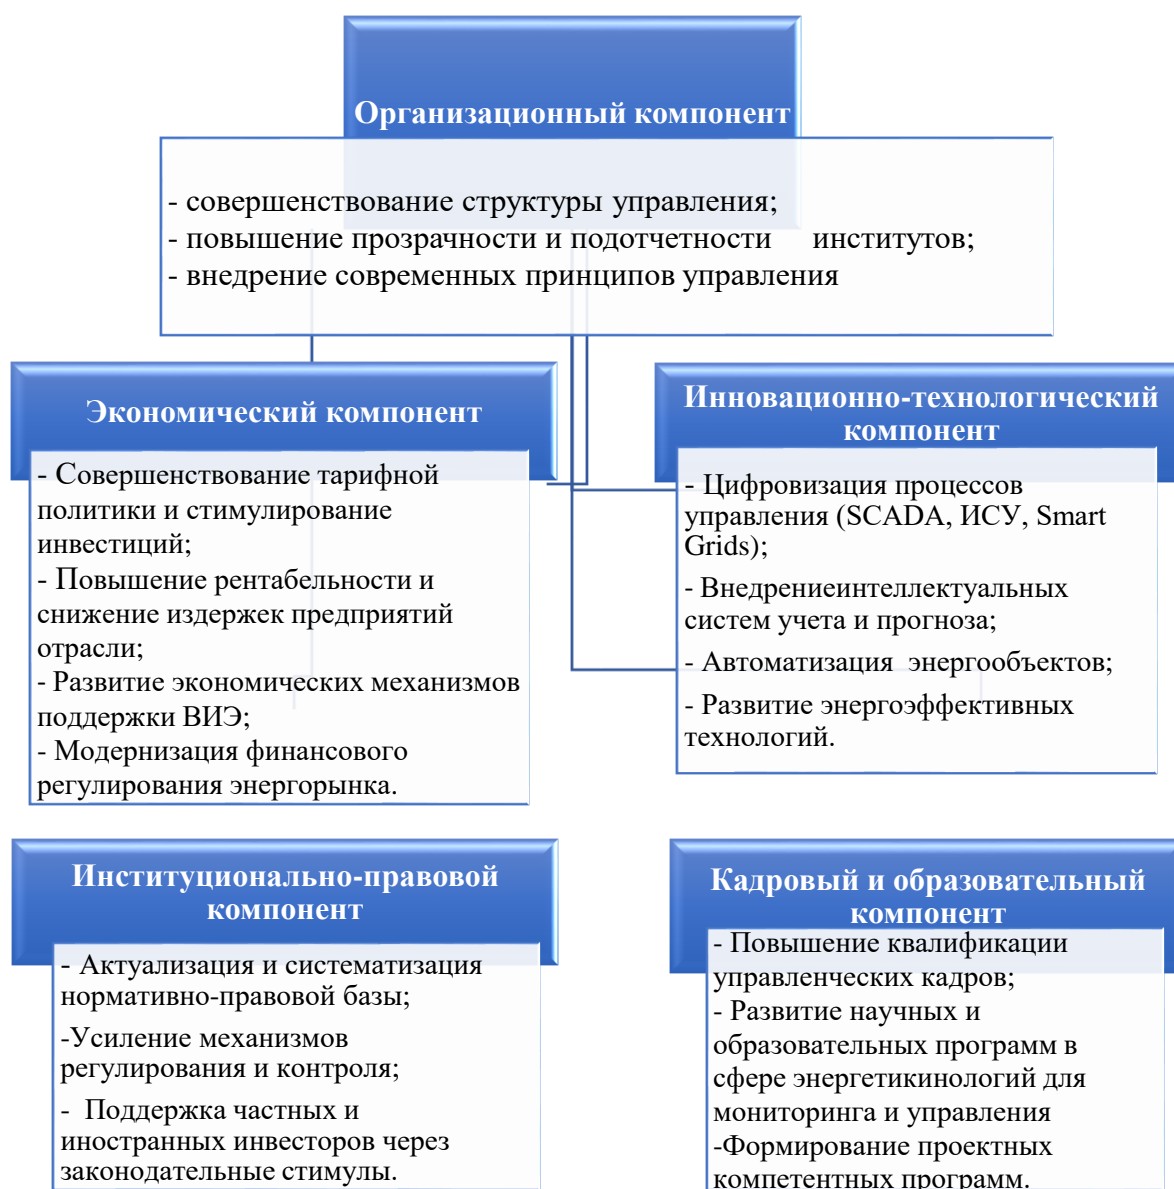 Организационный компонент
- совершенствование структуры управления;
- повышение прозрачности и подотчетности институтов;
- внедрение современных принципов управления
Экономический компонент
- Совершенствование тарифной
политики и стимулирование
инвестиций;
- Повышение рентабельности и
снижение издержек предприятий
отрасли;
- Развитие экономических механизмов
поддержки ВИЭ;
- Модернизация финансового
регулирования энергорынка.
Инновационно-технологический
компонент
- Цифровизация процессов
управления (SCADA, ИСУ, Smart
Grids);
- Внедрениеинтеллектуальных
систем учета и прогноза;
- Автоматизация энергообъектов;
- Развитие энергоэффективных
технологий.
Институционально-правовой
компонент
- Актуализация и систематизация
нормативно-правовой базы;
-Усиление механизмов
регулирования и контроля;
- Поддержка частных и
иностранных инвесторов через
законодательные стимулы.
Кадровый и образовательный
компонент
- Повышение квалификации
управленческих кадров;
- Развитие научных и
образовательных программ в
сфере энергетикинологий для
мониторинга и управления
-Формирование проектных
компетентных программ.